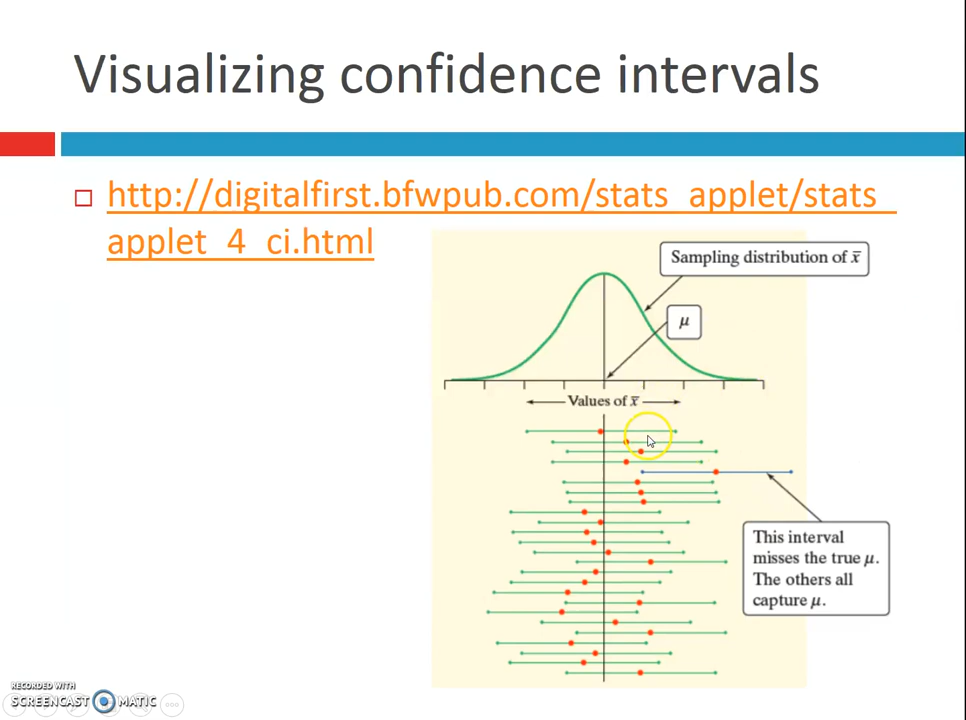 Visualizing confidence intervals
http://digitalfirst.bfwpub.com/stats_applet/stats_
applet_4_ci.html
Sampling distribution of x̄
μ
Values of x̄
This interval
misses the true μ.
The others all
capture μ.
RECORDED WITH
SCREENCAST MATIC